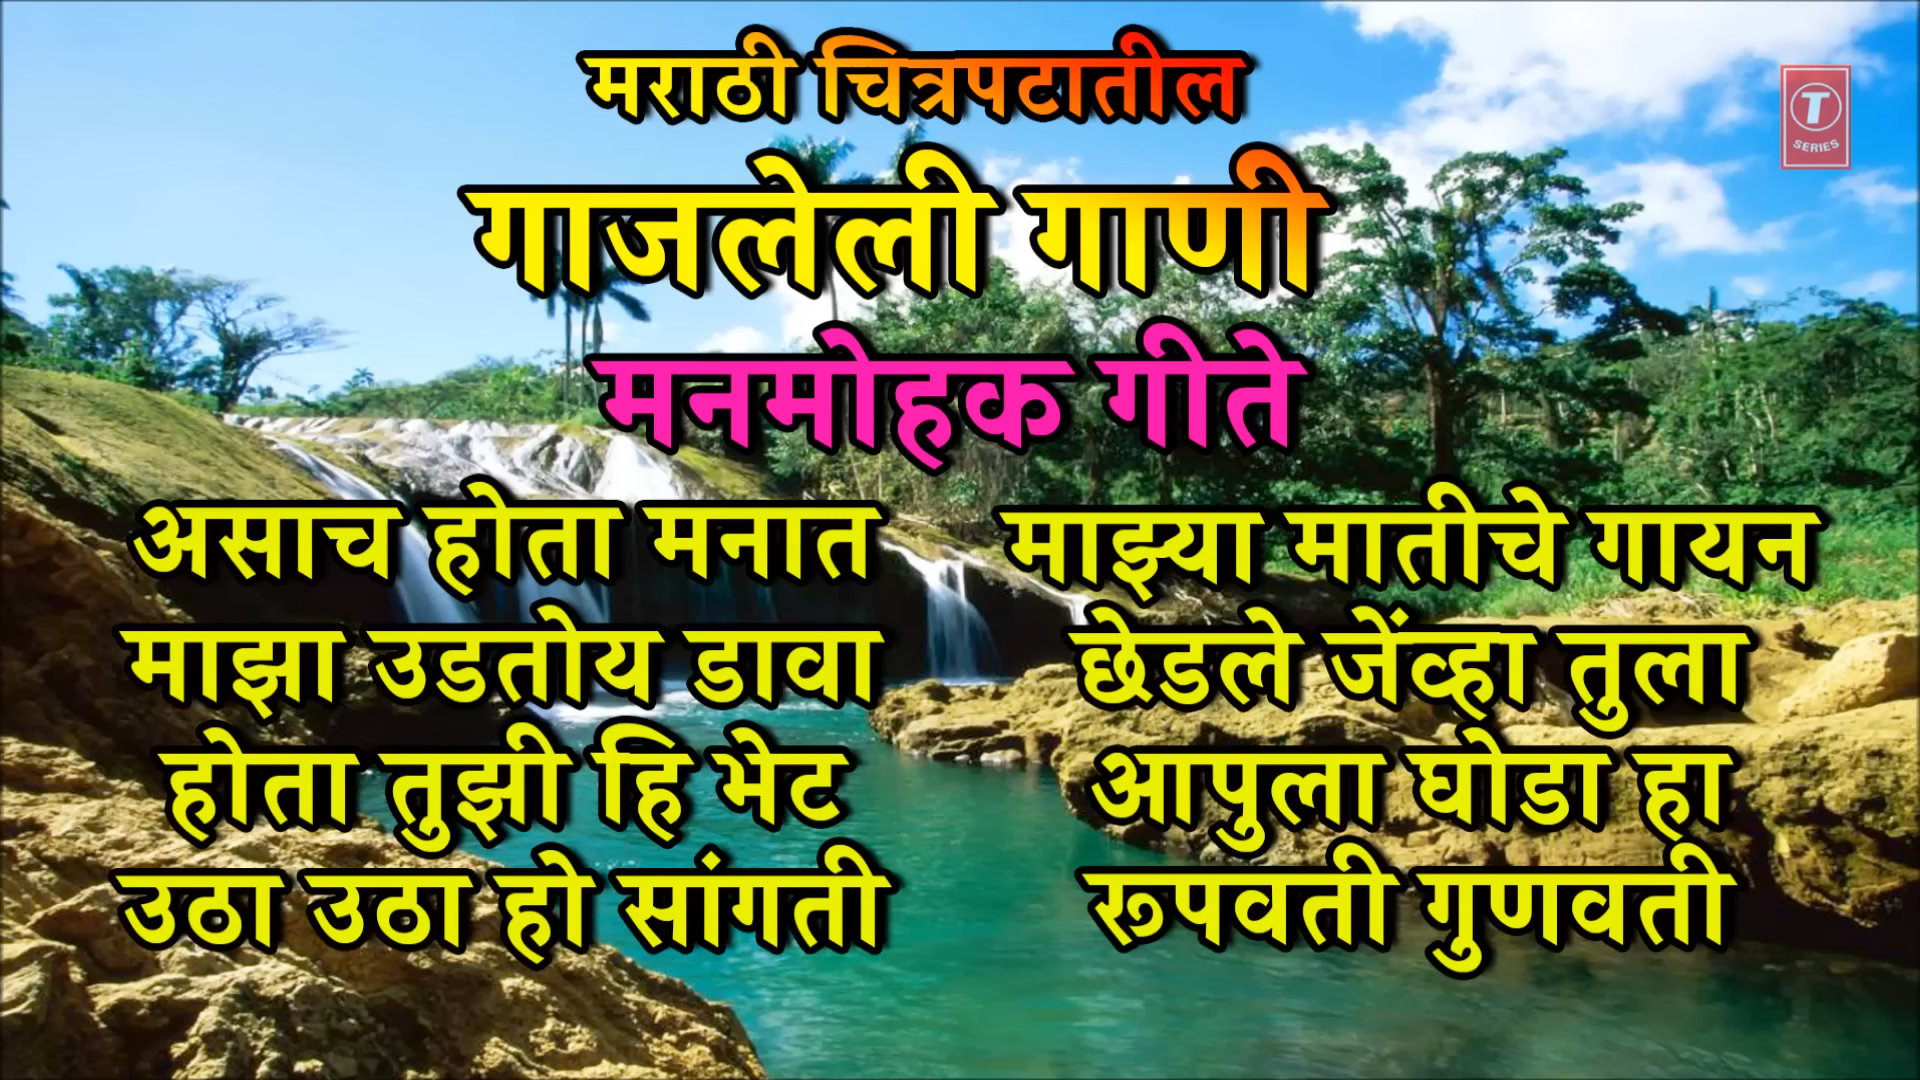 मराठी चित्रपटातील
T
SERIES
गाजलेली गाणी
मनमोहक गीते
असाच होता मनात
माझा उडतोय डावा
होता तुझी हि भेट
उठा उठा हो सांगती
माझ्या मातीचे गायन
छेडले जेंव्हा तुला
आपुला घोडा हा
रूपवती गुणवती